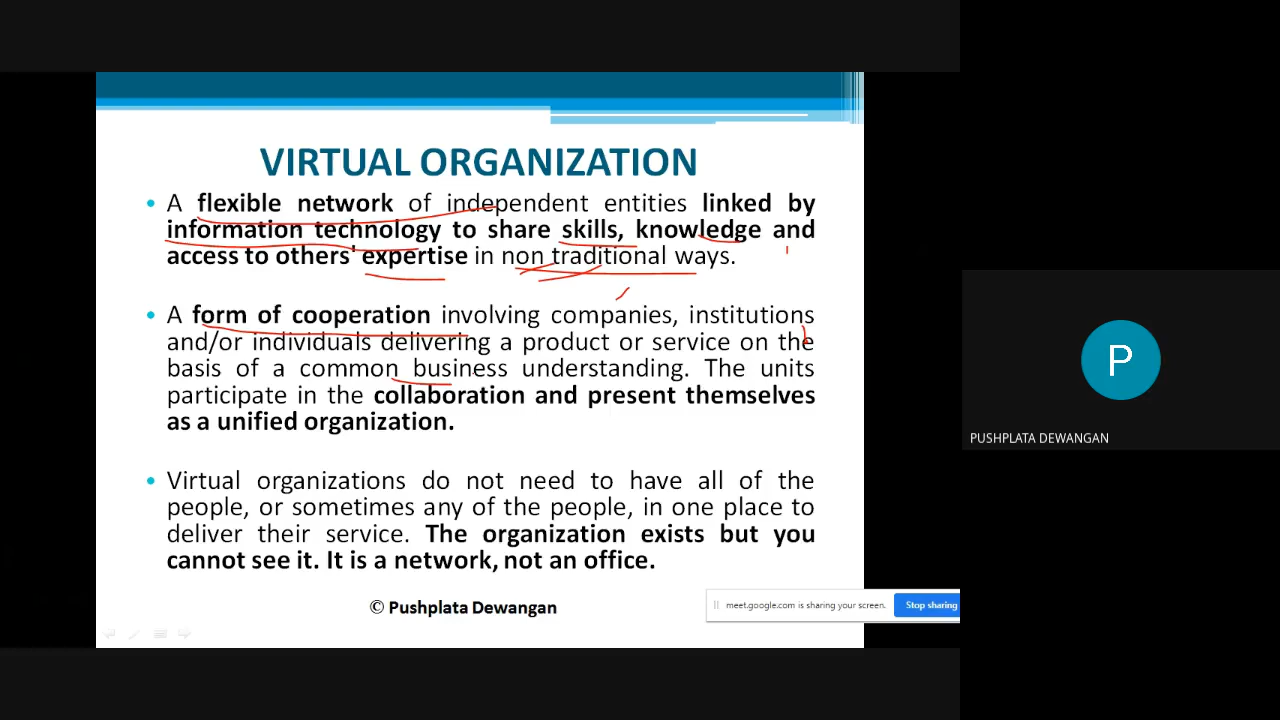 VIRTUAL ORGANIZATION
• A flexible network of independent entities linked by
information technology to share skills, knowledge and
access to others' expertise in non traditional ways.
• A form of cooperation involving companies, institutions
and/or individuals delivering a product or service on the
basis of a common business understanding. The units
participate in the collaboration and present themselves
as a unified organization.
• Virtual organizations do not need to have all of the
people, or sometimes any of the people, in one place to
deliver their service. The organization exists but you
cannot see it. It is a network, not an office.
© Pushplata Dewangan
meet.google.com is sharing your screen.
Stop sharing
P
PUSHPLATA DEWANGAN